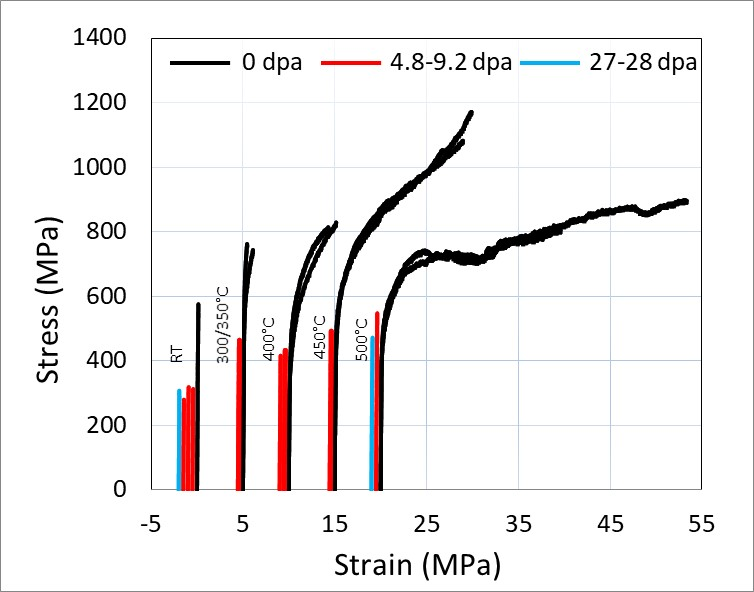 1400
1200
1000
800
600
400
200
0
Stress (MPa)
0 dpa 4.8-9.2 dpa 27-28 dpa
RT
300/350°C
400°C
450°C
500°C
-5 5 15 25 35 45 55
Strain (MPa)